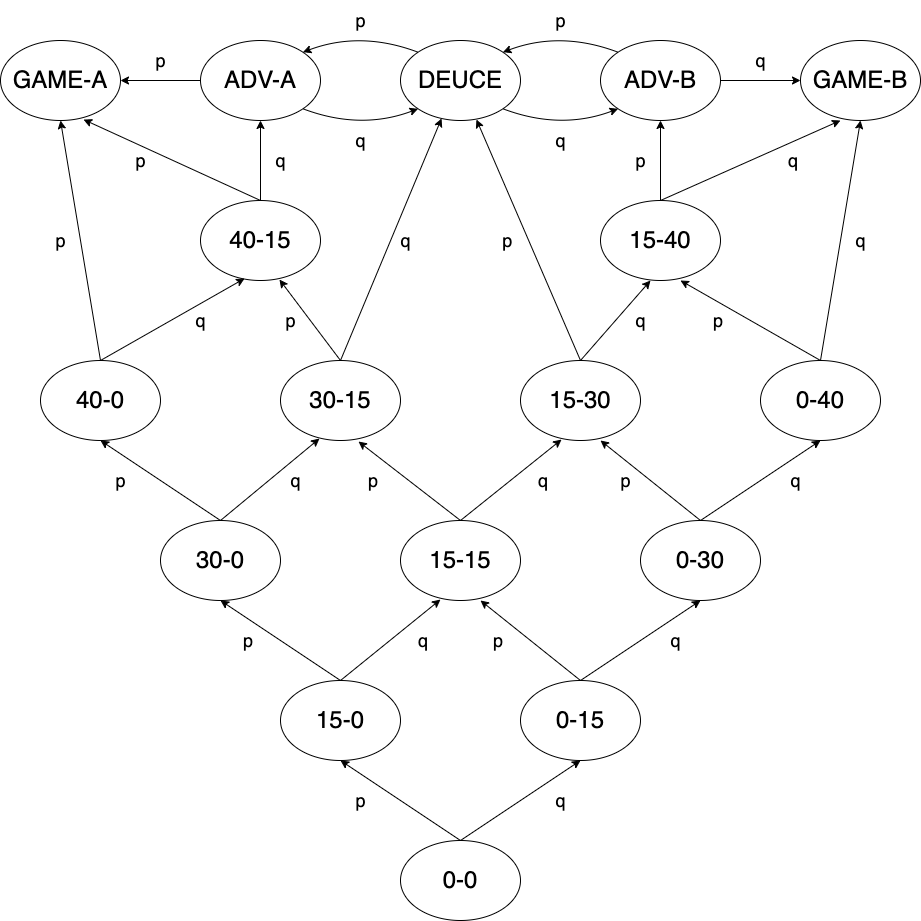 p p
GAME-A p ADV-A DEUCE ADV-B q GAME-B
q q
p q p q
40-15 15-40
p q p q
q p q p
40-0 30-15 15-30 0-40
p q p q p q
30-0 15-15 0-30
p q p q
15-0 0-15
p q
0-0